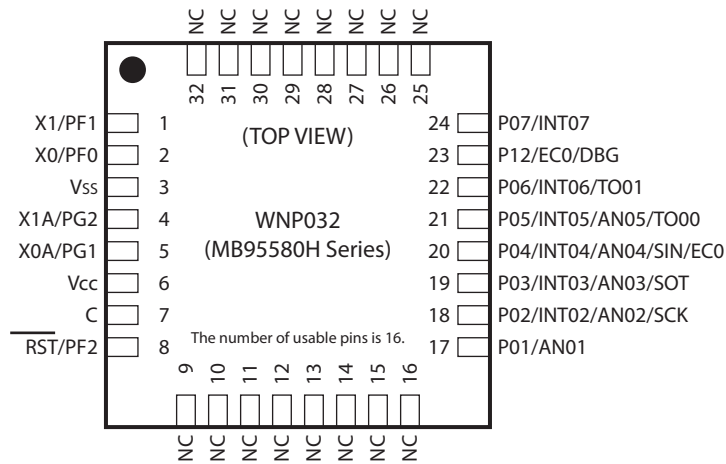 NC NC NC NC NC NC NC NC
32 31 30 29 28 27 26 25
(TOP VIEW)
X1/PF1 1
X0/PF0 2
Vss 3
X1A/PG2 4
X0A/PG1 5
Vcc 6
C 7
RST/PF2 8
WNP032
(MB95580H Series)
The number of usable pins is 16.
24 P07/INT07
23 P12/EC0/DBG
22 P06/INT06/TO01
21 P05/INT05/AN05/TO00
20 P04/INT04/AN04/SIN/EC0
19 P03/INT03/AN03/SOT
18 P02/INT02/AN02/SCK
17 P01/AN01
9 10 11 12 13 14 15 16
NC NC NC NC NC NC NC NC